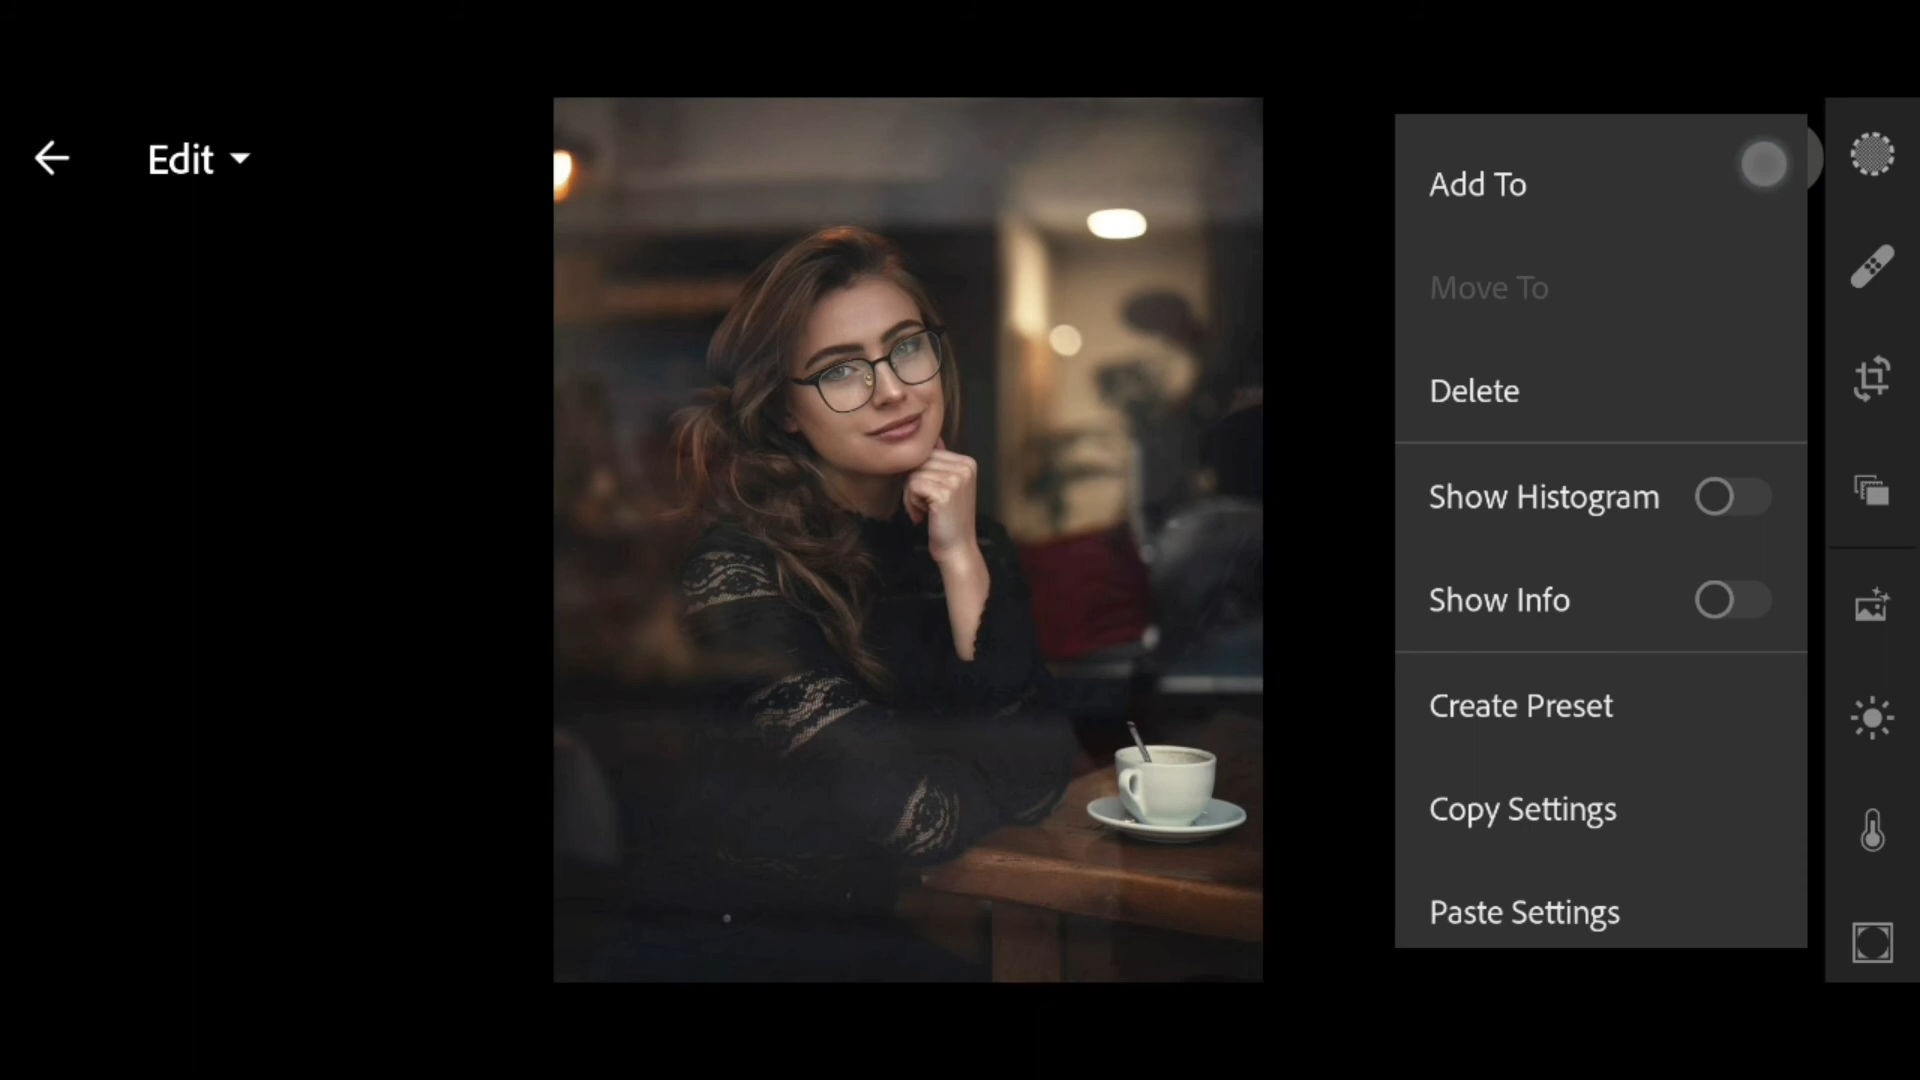 Edit
Add To
Move To
Delete
Show Histogram
Show Info
Create Preset
Copy Settings
Paste Settings